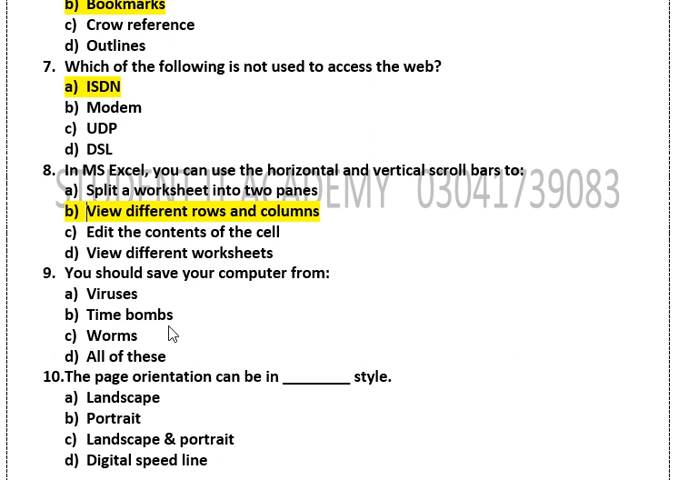 b) Bookmarks
c) Crow reference
d) Outlines
7. Which of the following is not used to access the web?
a) ISDN
b) Modem
c) UDP
d) DSL
8. In MS Excel, you can use the horizontal and vertical scroll bars to:
a) Split a worksheet into two panes
b) View different rows and columns
c) Edit the contents of the cell
d) View different worksheets
9. You should save your computer from:
a) Viruses
b) Time bombs
c) Worms
d) All of these
10.The page orientation can be in ________ style.
a) Landscape
b) Portrait
c) Landscape & portrait
d) Digital speed line
ACADEMY 03041739083